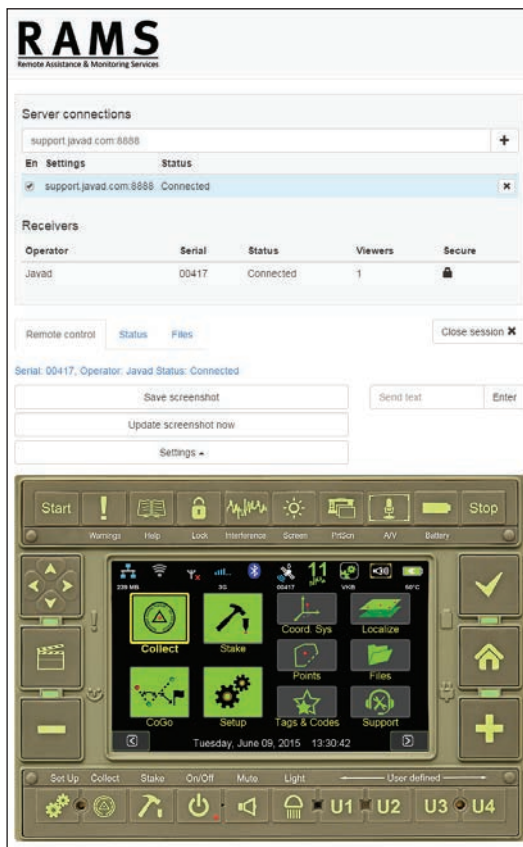 RAMS
Remote Assistance & Monitoring Services
Server connections
support.javad.com:8888
En Settings Status
support.javad.com:8888 Connected
Receivers
Operator Serial Status Viewers Secure
Javad 00417 Connected 1
Remote control Status Files Close session
Serial: 00417, Operator: Javad Status: Connected
Save screenshot Send text Enter
Update screenshot now
Settings
Start Stop
Warnings Help Lock Interference Screen PrtScn A/V Battery
11
239 MB 3G 00417 VKB 60°C
Collect Stake Coord. Sys Localize
Points Files
CoGo Setup Tags & Codes Support
Tuesday, June 09, 2015 13:30:42
Set Up Collect Stake On/Off Mute Light User defined
U1 U2 U3 U4